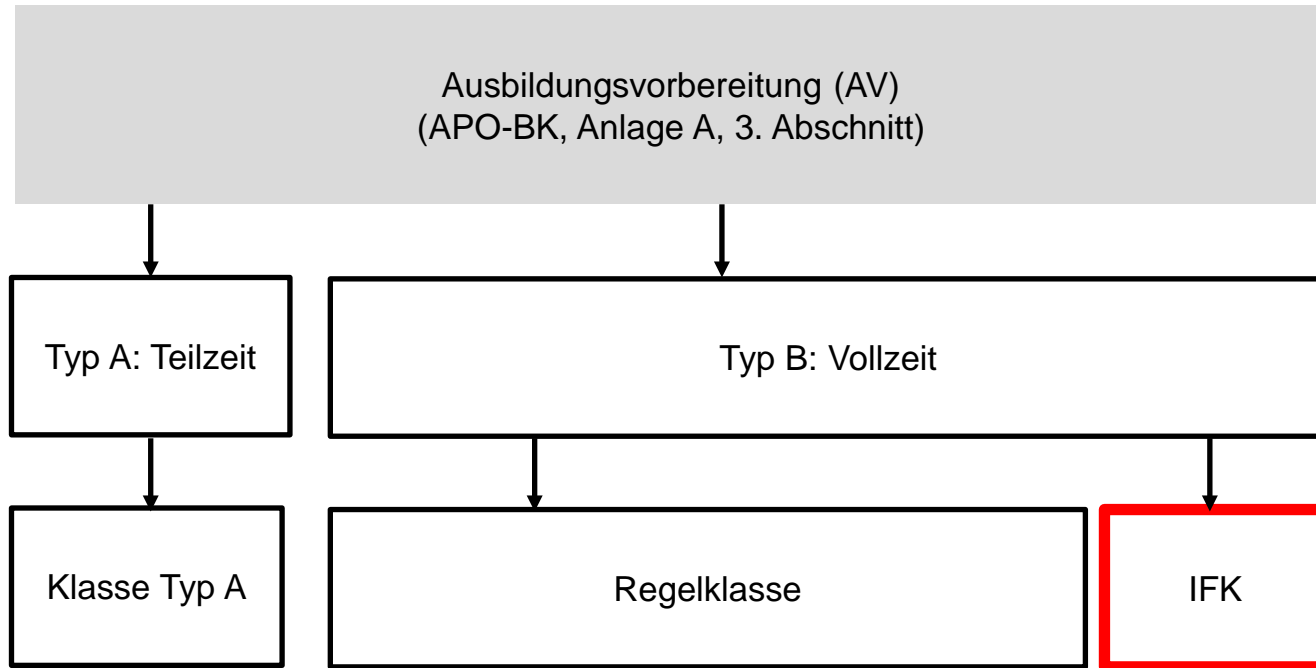 Ausbildungsvorbereitung (AV)
(APO-BK, Anlage A, 3. Abschnitt)
Typ A: Teilzeit
Typ B: Vollzeit
Klasse Typ A
Regelklasse
IFK